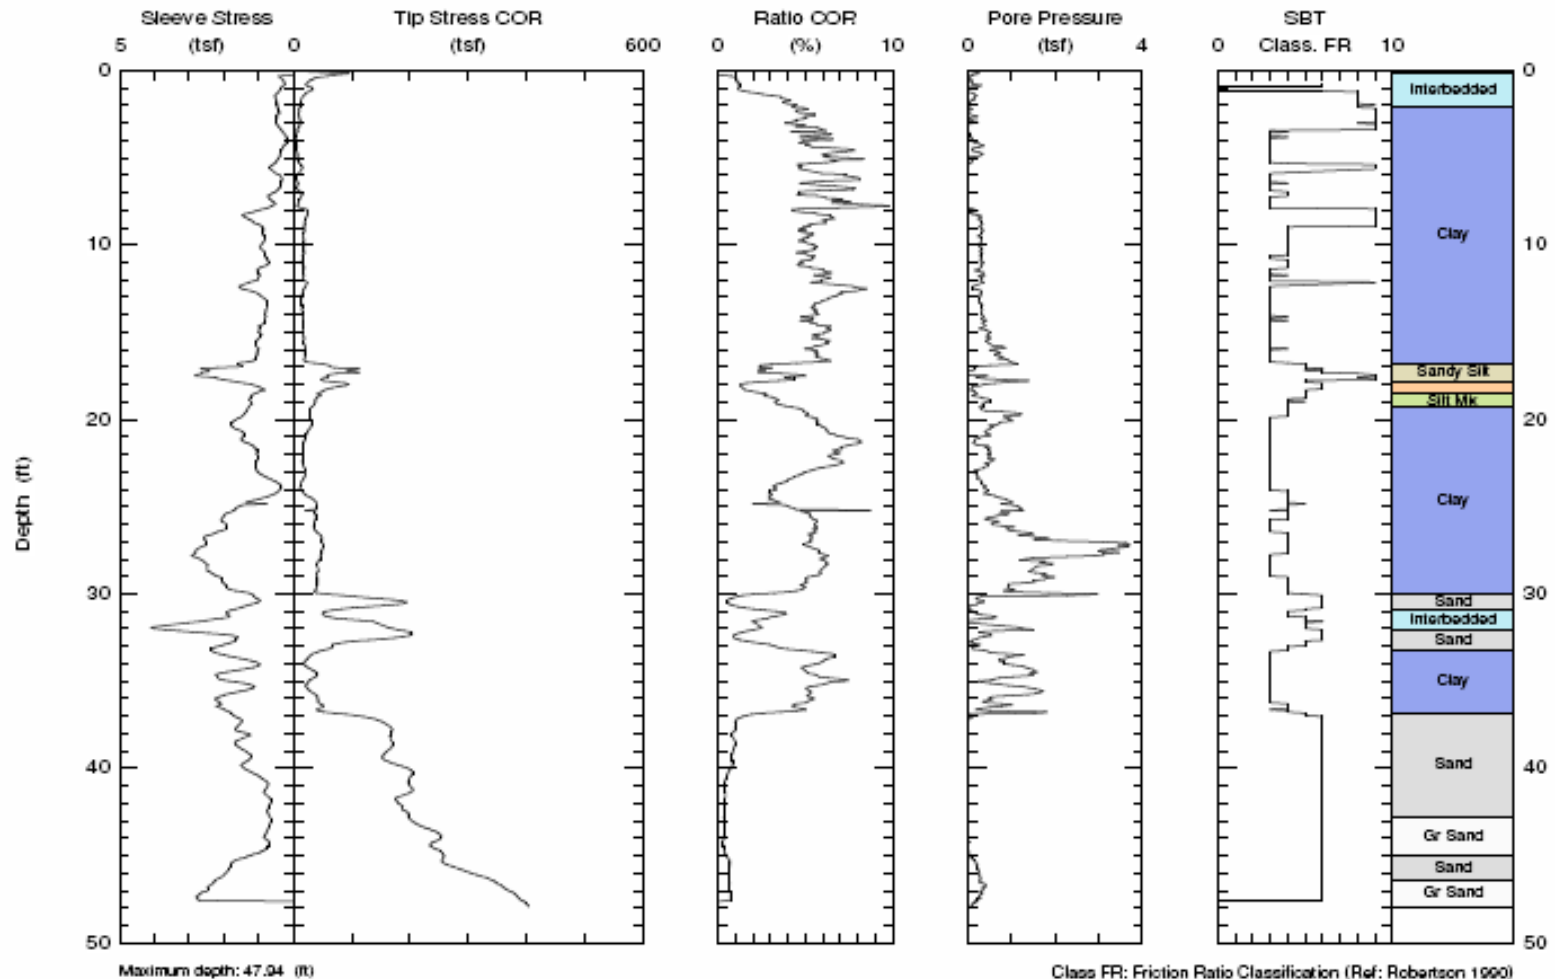 Sleeve Stress Tip Stress COR Ratio COR Pore Pressure SBT
5 (tsf) 0 (tsf) 600 0 (%) 10 0 (tsf) 4 0 Class. FR 10
0 0
Interbedded
Clay
10 10
Sandy Silt
Silt Mix
20 20
Clay
Depth (ft)
30 30
Sand
Interbedded
Sand
Clay
40 Sand 40
Gr Sand
Sand
Gr Sand
50 50
Maximum depth: 47.94 (ft) Class FR: Friction Ratio Classification (Ref: Robertson 1990)